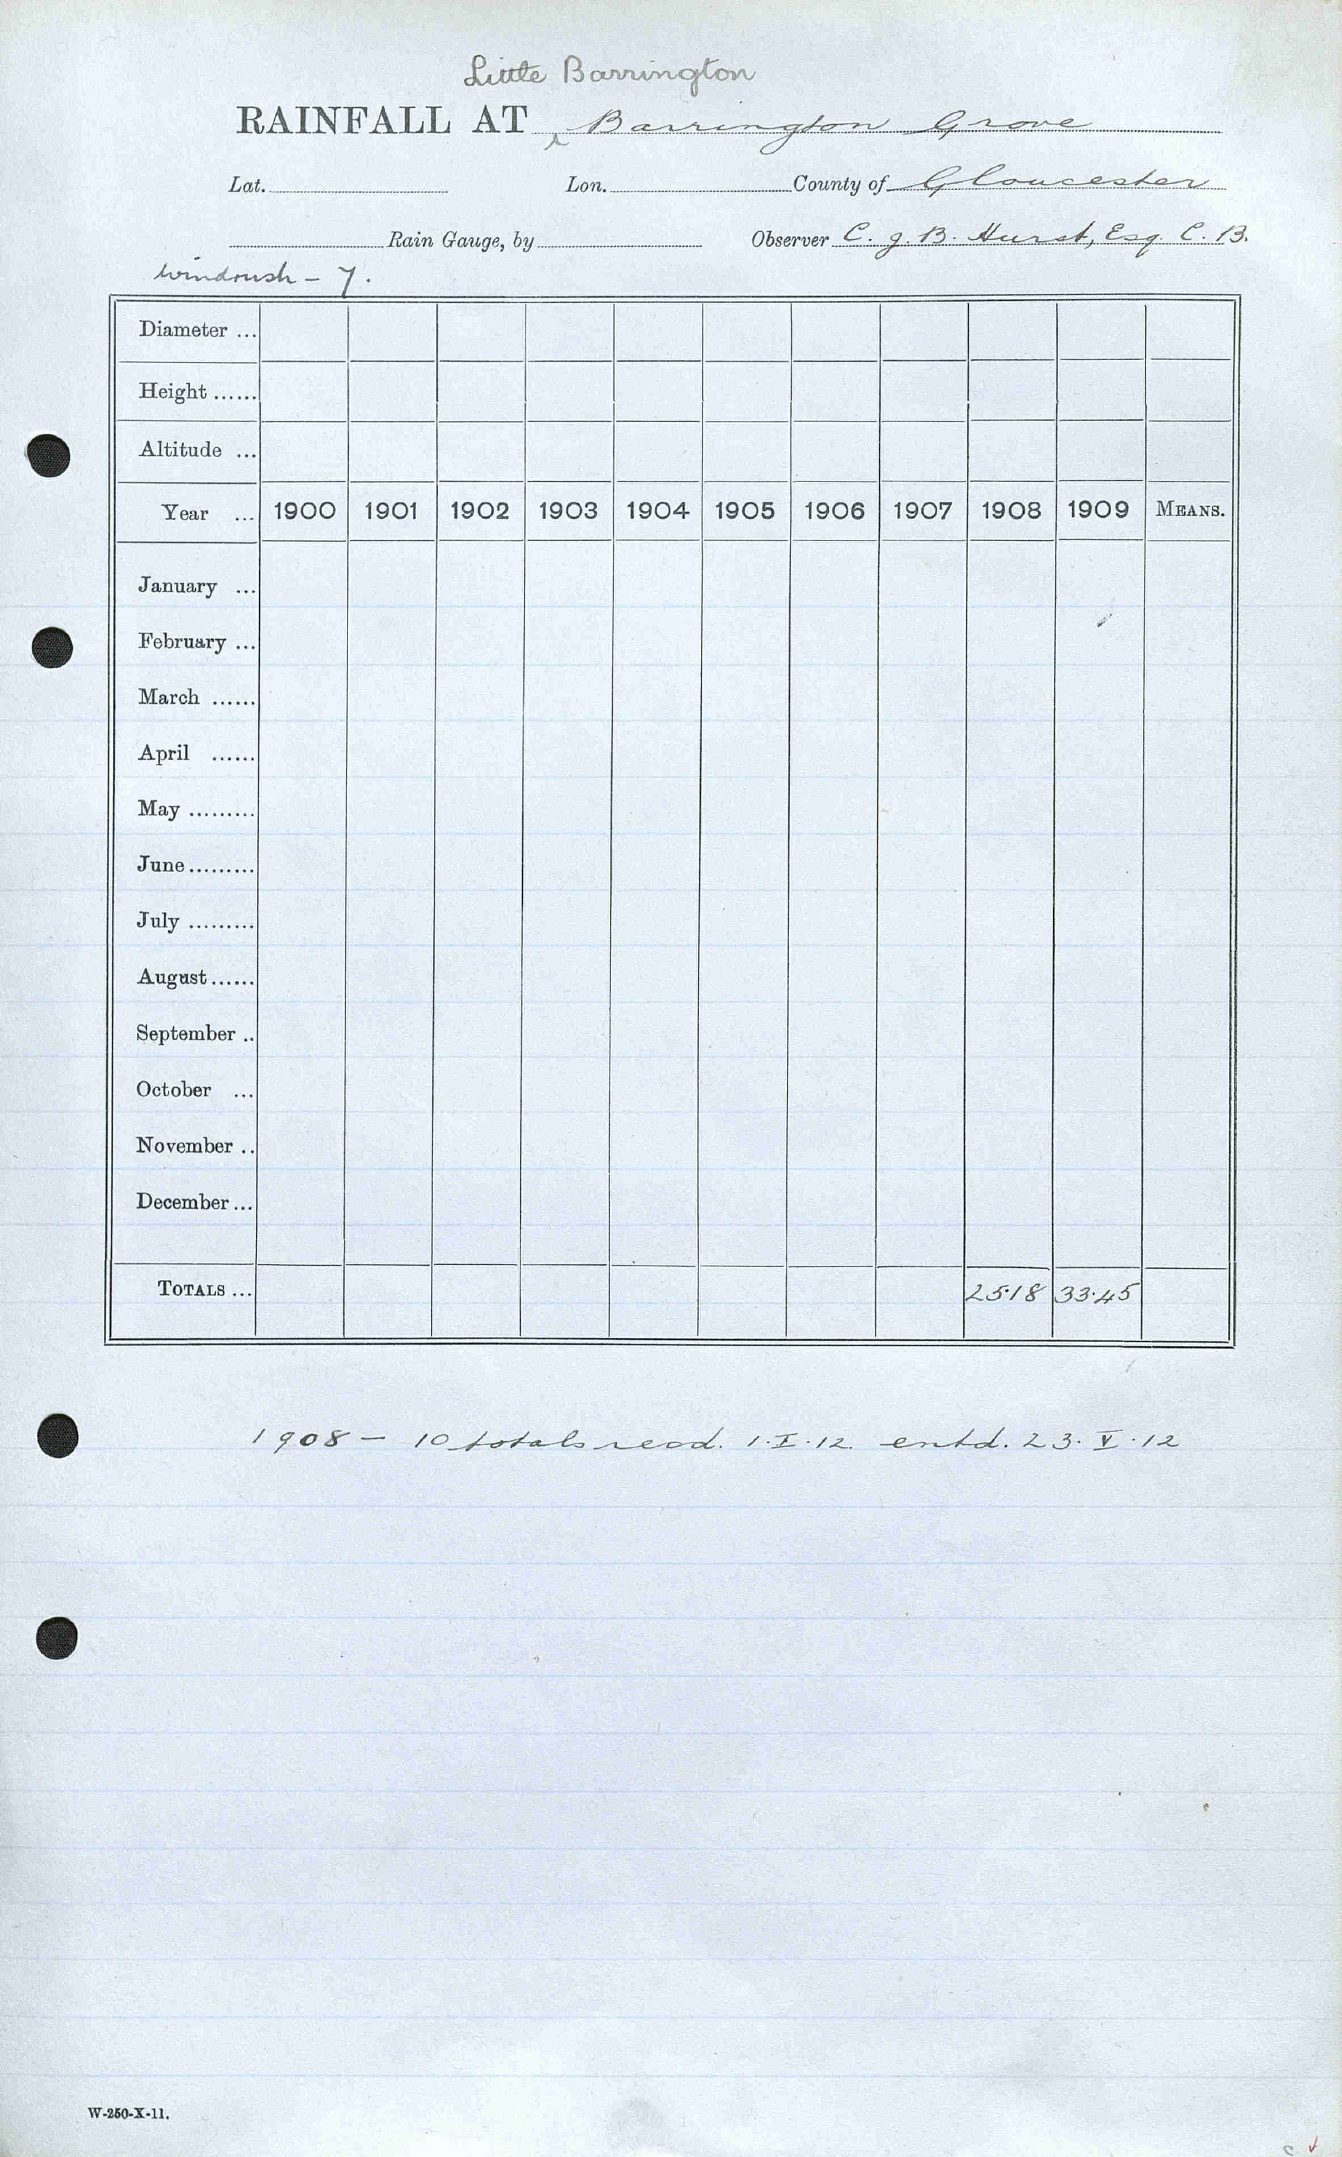 Little Barrington
RAINFALL AT Barrington Grove
Lat. Lon. County of Gloucester
Rain Gauge, by Observer C. J. B. Hurst, Esq. C. B.
Windrush - 7.
Diameter ...
Height ......
Altitude ...
Year ... 1900 1901 1902 1903 1904 1905 1906 1907 1908 1909 MEANS.
January ...
February ...
March ......
April ......
May .........
June .........
July .........
August ......
September ..
October ...
November ..
December ...
TOTALS ... 25.18 33.45
1908 - 10 totals recd. 1.I.12. entd. 23.V.12
W-250-X-11.